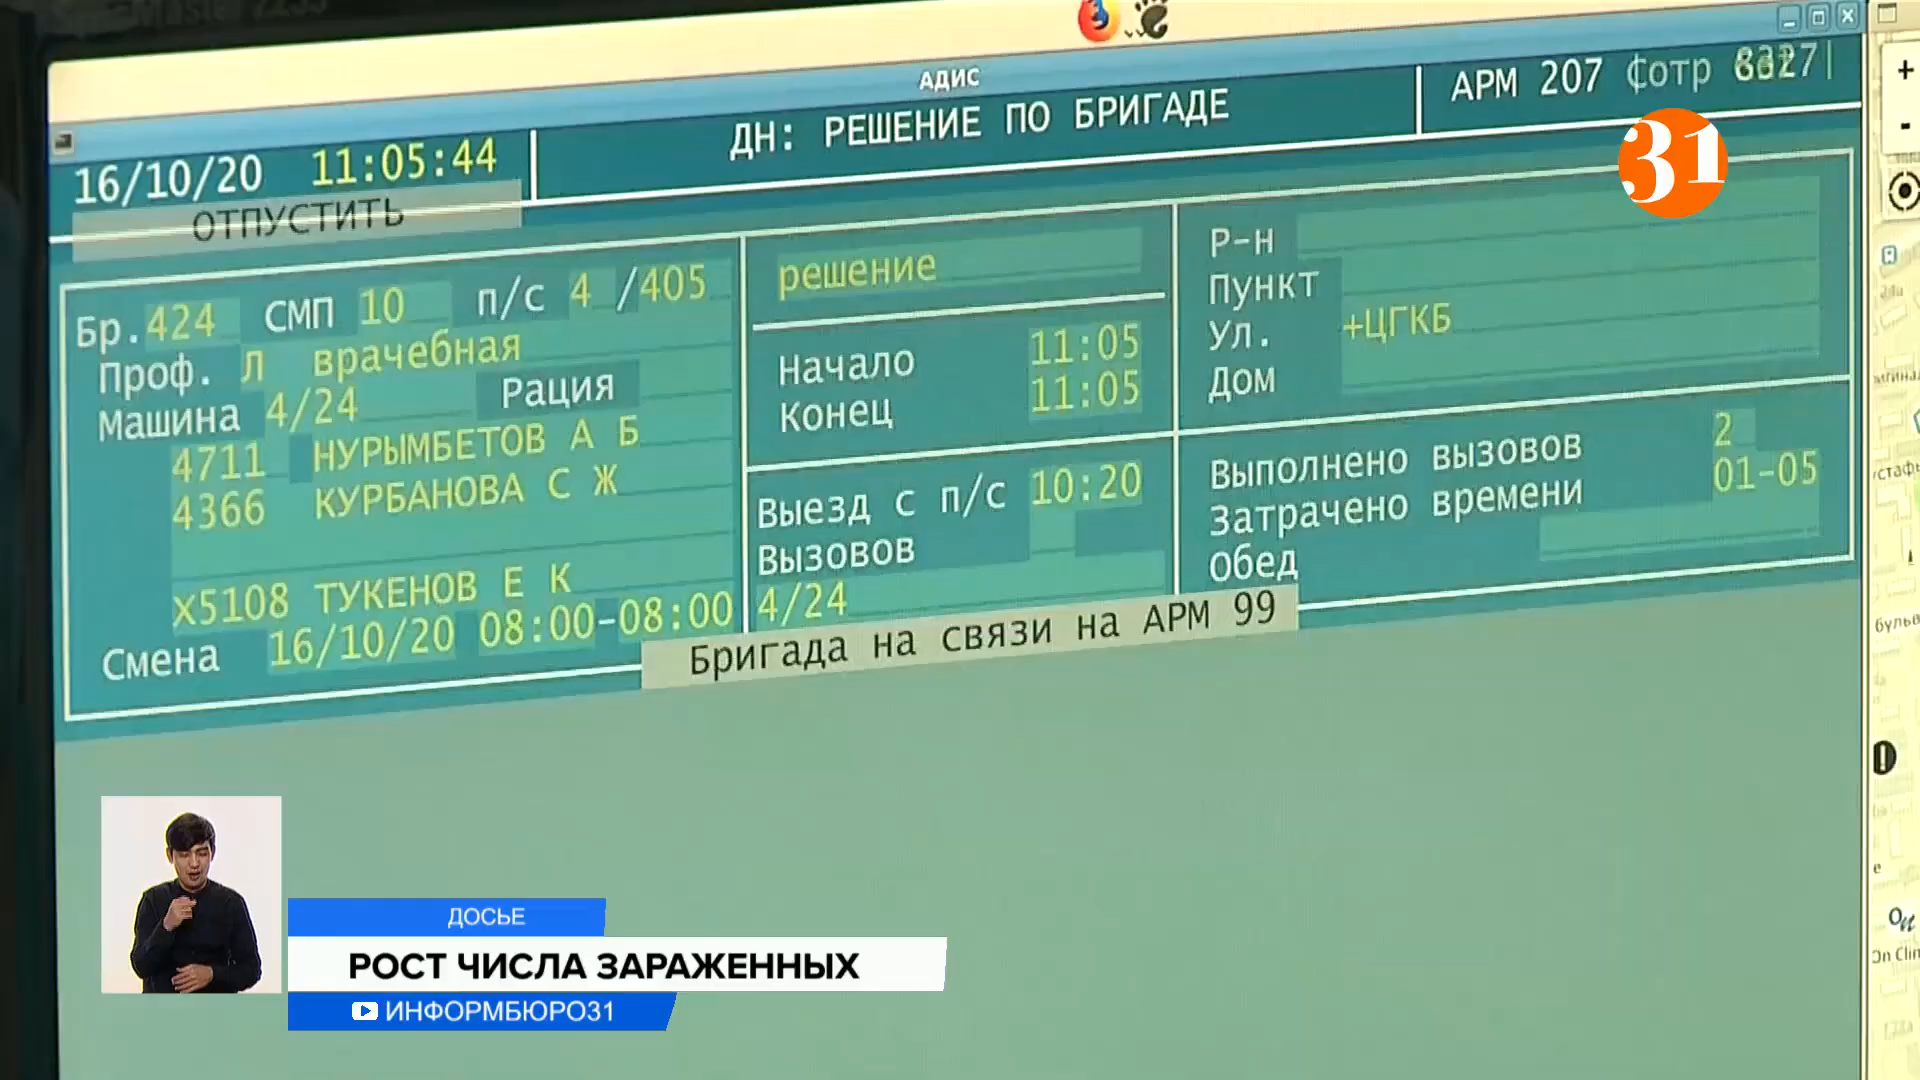 АДИС
16/10/20 11:05:44
ДН: РЕШЕНИЕ ПО БРИГАДЕ
АРМ 207
31
ОТПУСТИТЬ
Бр. 424 СМП 10 п/с 4 /405
Проф. Л врачебная
Машина 4/24 Рация
4711 НУРЫМБЕТОВ А Б
4366 КУРБАНОВА С Ж
Х5108 ТУКЕНОВ Е К
Смена 16/10/20 08:00-08:00
решение
Начало 11:05
Конец 11:05
Выезд с п/с 10:20
Вызовов
4/24
Р-н
Пункт
Ул. +ЦГКБ
Дом
Выполнено вызовов 2
Затрачено времени 01-05
Обед
Бригада на связи на АРМ 99
ДОСЬЕ
РОСТ ЧИСЛА ЗАРАЖЕННЫХ
ИНФОРМБЮРО31